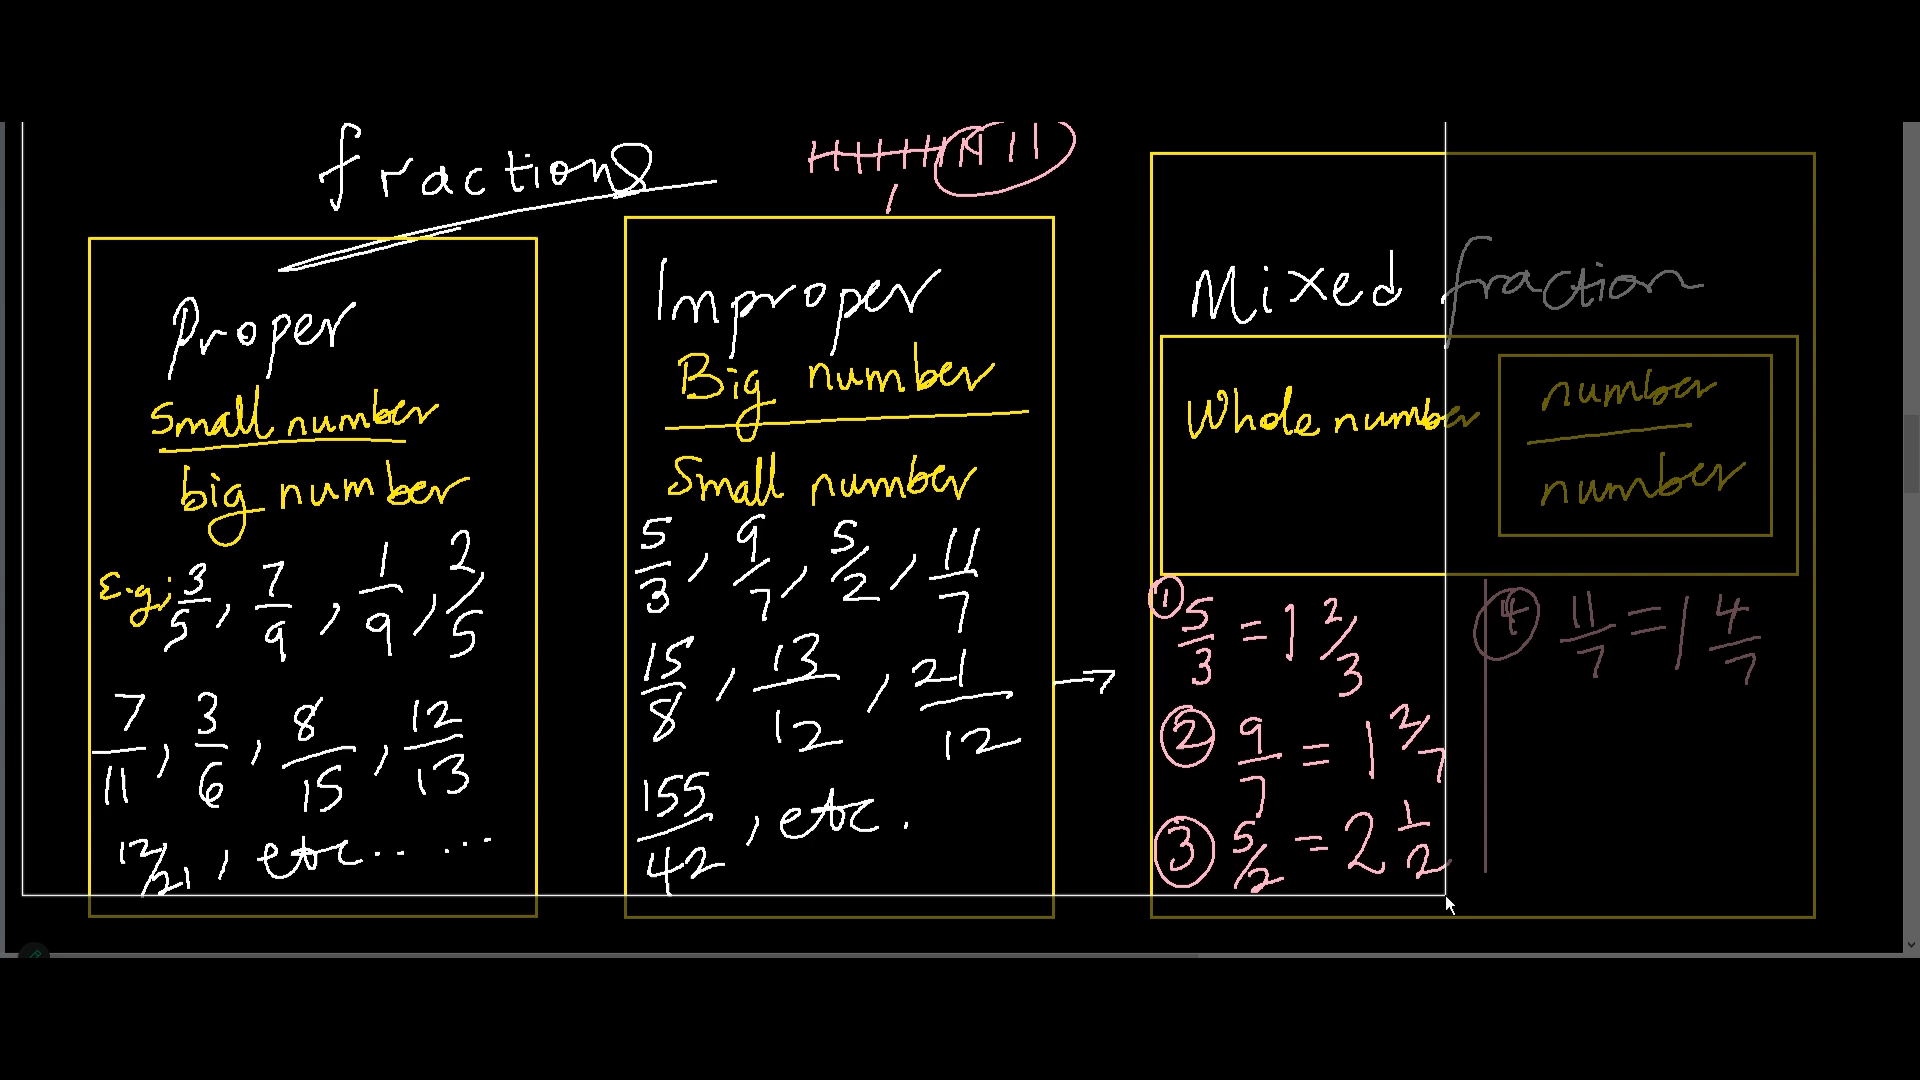 fractions
Proper
Small number
big number
E.g; 3/5, 7/9, 1/9, 2/5
7/11, 3/6, 8/15, 12/13
12/21, etc.. ...
Improper
Big number
Small number
5/3, 9/7, 5/2, 11/7
15/8, 13/12, 21/12 →
155/42, etc.
Mixed fraction
Whole number number/number
① 5/3 = 1 2/3
② 9/7 = 1 2/7
③ 5/2 = 2 1/2
④ 11/7 = 1 4/7